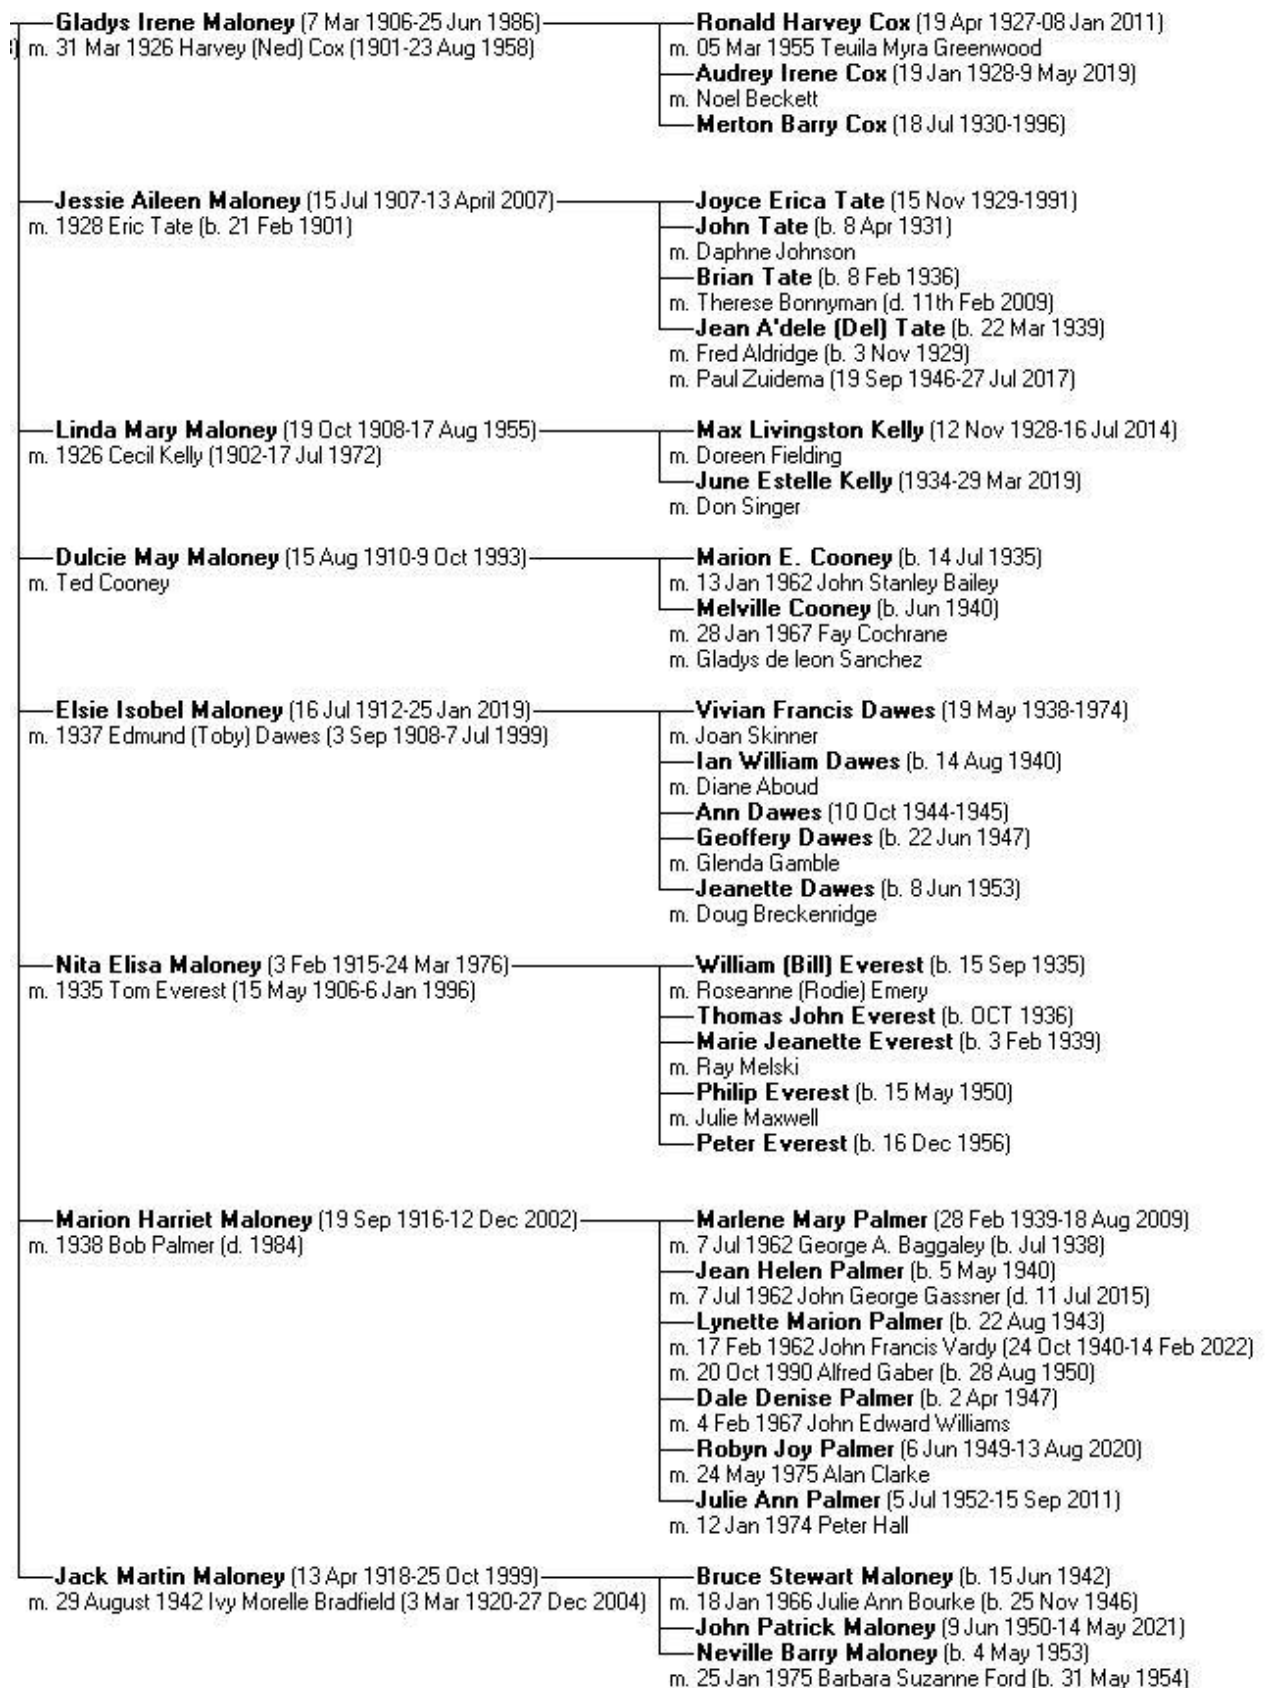 Gladys Irene Maloney (7 Mar 1906-25 Jun 1986)
m. 31 Mar 1926 Harvey (Ned) Cox (1901-23 Aug 1958)
Ronald Harvey Cox (19 Apr 1927-08 Jan 2011)
m. 05 Mar 1955 Teuila Myra Greenwood
Audrey Irene Cox (19 Jan 1928-9 May 2019)
m. Noel Beckett
Merton Barry Cox (18 Jul 1930-1996)
Jessie Aileen Maloney (15 Jul 1907-13 April 2007)
m. 1928 Eric Tate (b. 21 Feb 1901)
Joyce Erica Tate (15 Nov 1929-1991)
John Tate (b. 8 Apr 1931)
m. Daphne Johnson
Brian Tate (b. 8 Feb 1936)
m. Therese Bonnyman (d. 11th Feb 2009)
Jean A'dele (Del) Tate (b. 22 Mar 1939)
m. Fred Aldridge (b. 3 Nov 1929)
m. Paul Zuidema (19 Sep 1946-27 Jul 2017)
Linda Mary Maloney (19 Oct 1908-17 Aug 1955)
m. 1926 Cecil Kelly (1902-17 Jul 1972)
Max Livingston Kelly (12 Nov 1928-16 Jul 2014)
m. Doreen Fielding
June Estelle Kelly (1934-29 Mar 2019)
m. Don Singer
Dulcie May Maloney (15 Aug 1910-9 Oct 1993)
m. Ted Cooney
Marion E. Cooney (b. 14 Jul 1935)
m. 13 Jan 1962 John Stanley Bailey
Melville Cooney (b. Jun 1940)
m. 28 Jan 1967 Fay Cochrane
m. Gladys de leon Sanchez
Elsie Isobel Maloney (16 Jul 1912-25 Jan 2019)
m. 1937 Edmund (Toby) Dawes (3 Sep 1908-7 Jul 1999)
Vivian Francis Dawes (19 May 1938-1974)
m. Joan Skinner
Ian William Dawes (b. 14 Aug 1940)
m. Diane Aboud
Ann Dawes (10 Oct 1944-1945)
Geoffery Dawes (b. 22 Jun 1947)
m. Glenda Gamble
Jeanette Dawes (b. 8 Jun 1953)
m. Doug Breckenridge
Nita Elisa Maloney (3 Feb 1915-24 Mar 1976)
m. 1935 Tom Everest (15 May 1906-6 Jan 1996)
William (Bill) Everest (b. 15 Sep 1935)
m. Roseanne (Rodie) Emery
Thomas John Everest (b. OCT 1936)
Marie Jeanette Everest (b. 3 Feb 1939)
m. Ray Melski
Philip Everest (b. 15 May 1950)
m. Julie Maxwell
Peter Everest (b. 16 Dec 1956)
Marion Harriet Maloney (19 Sep 1916-12 Dec 2002)
m. 1938 Bob Palmer (d. 1984)
Marlene Mary Palmer (28 Feb 1939-18 Aug 2009)
m. 7 Jul 1962 George A. Baggaley (b. Jul 1938)
Jean Helen Palmer (b. 5 May 1940)
m. 7 Jul 1962 John George Gassner (d. 11 Jul 2015)
Lynette Marion Palmer (b. 22 Aug 1943)
m. 17 Feb 1962 John Francis Vardy (24 Oct 1940-14 Feb 2022)
m. 20 Oct 1990 Alfred Gaber (b. 28 Aug 1950)
Dale Denise Palmer (b. 2 Apr 1947)
m. 4 Feb 1967 John Edward Williams
Robyn Joy Palmer (6 Jun 1949-13 Aug 2020)
m. 24 May 1975 Alan Clarke
Julie Ann Palmer (5 Jul 1952-15 Sep 2011)
m. 12 Jan 1974 Peter Hall
Jack Martin Maloney (13 Apr 1918-25 Oct 1999)
m. 29 August 1942 Ivy Morelle Bradfield (3 Mar 1920-27 Dec 2004)
Bruce Stewart Maloney (b. 15 Jun 1942)
m. 18 Jan 1966 Julie Ann Bourke (b. 25 Nov 1946)
John Patrick Maloney (9 Jun 1950-14 May 2021)
Neville Barry Maloney (b. 4 May 1953)
m. 25 Jan 1975 Barbara Suzanne Ford (b. 31 May 1954)